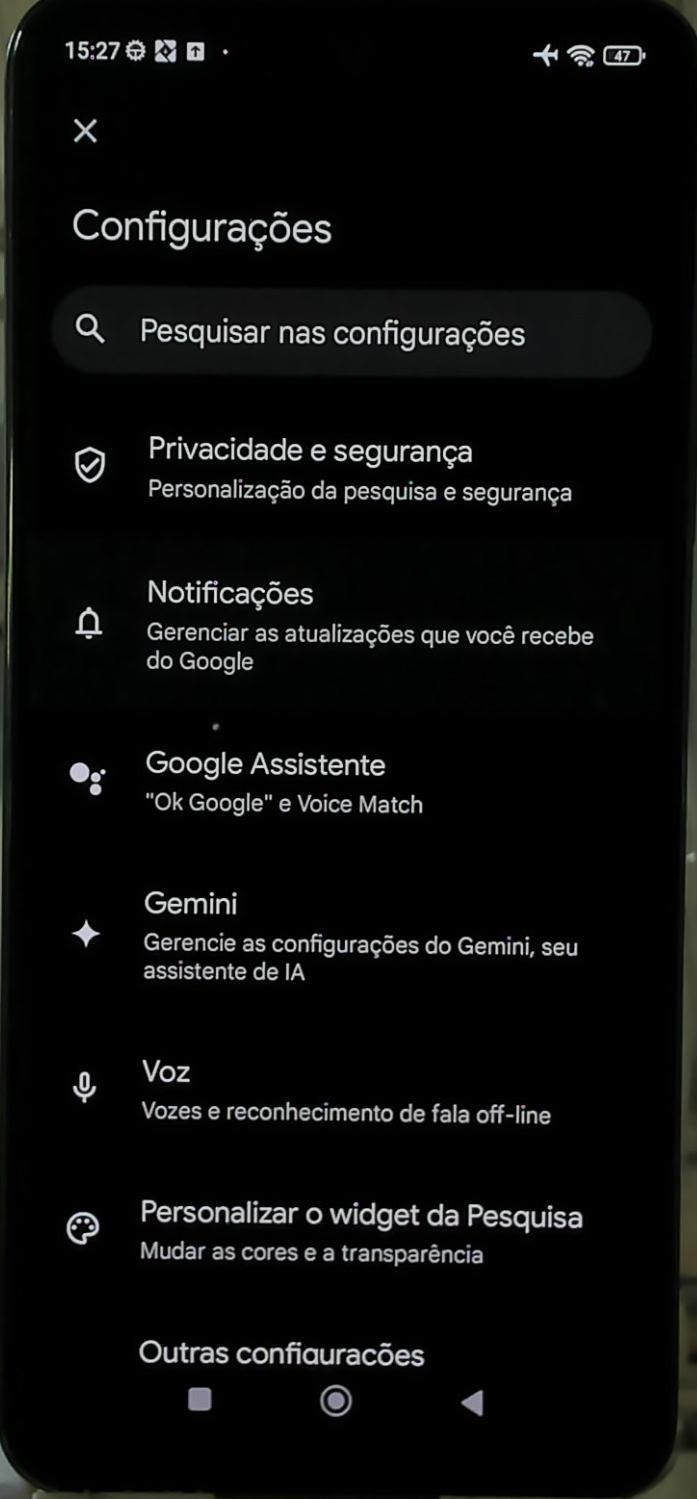 15:27
47
Configurações
Pesquisar nas configurações
Privacidade e segurança
Personalização da pesquisa e segurança
Notificações
Gerenciar as atualizações que você recebe
do Google
Google Assistente
"Ok Google" e Voice Match
Gemini
Gerencie as configurações do Gemini, seu
assistente de IA
Voz
Vozes e reconhecimento de fala off-line
Personalizar o widget da Pesquisa
Mudar as cores e a transparência
Outras configurações